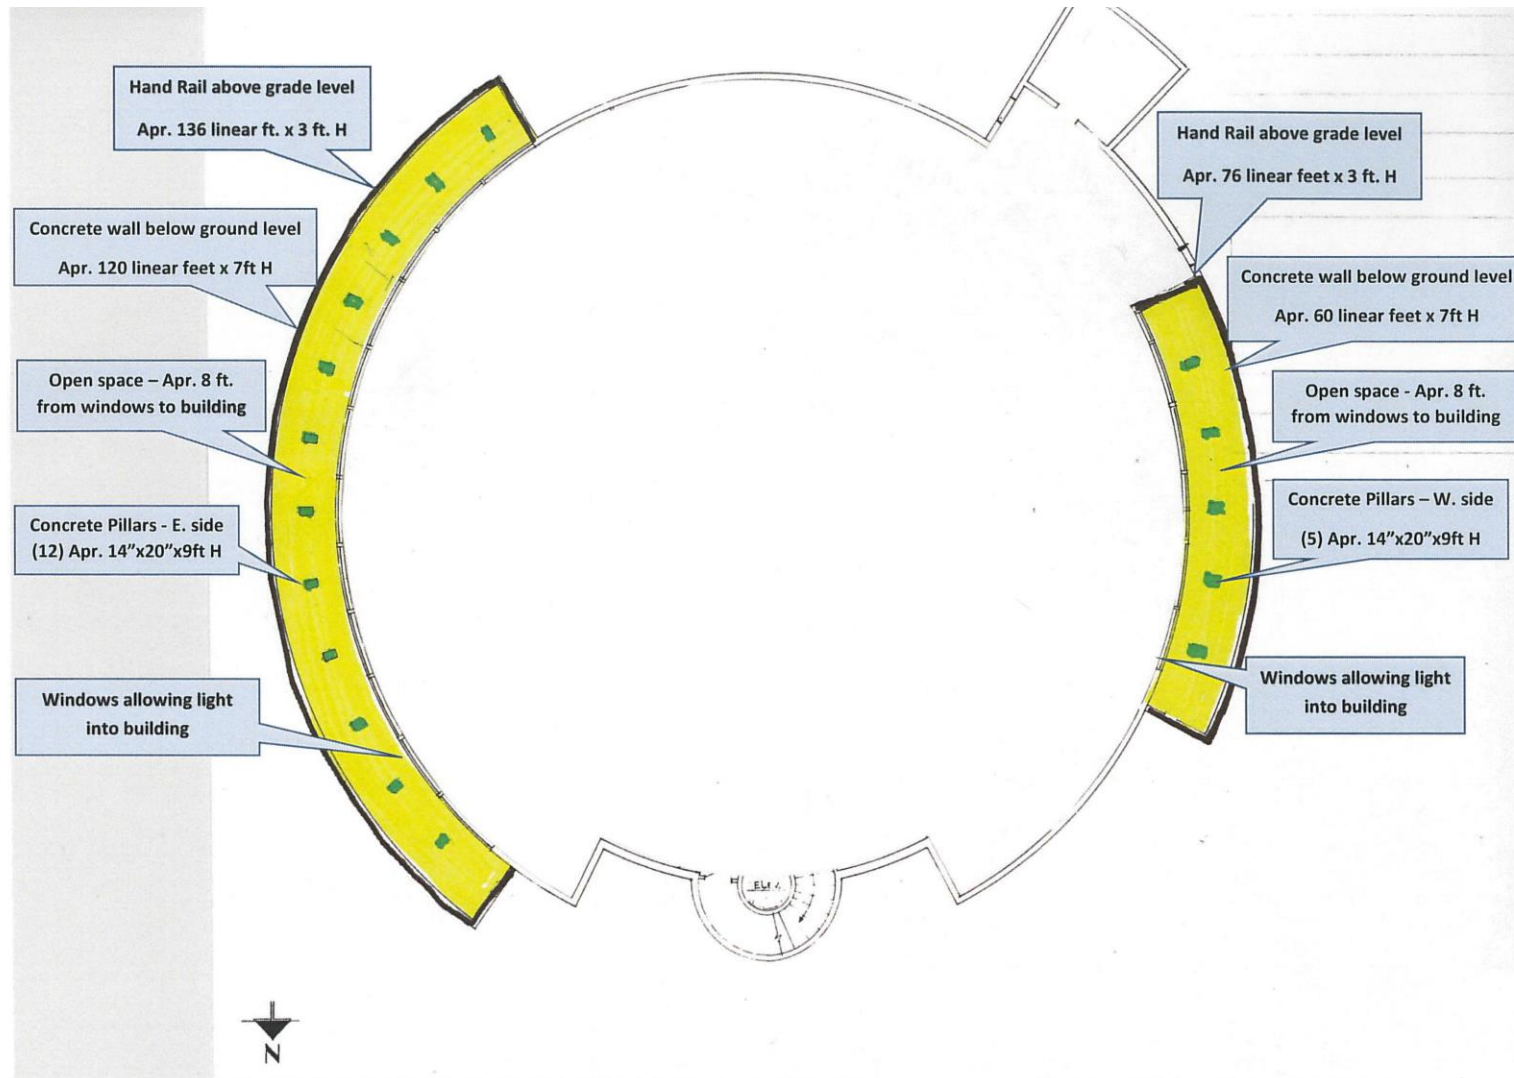 Hand Rail above grade level
Apr. 136 linear ft. x 3 ft. H
Concrete wall below ground level
Apr. 120 linear feet x 7ft H
Open space – Apr. 8 ft.
from windows to building
Concrete Pillars - E. side
(12) Apr. 14”x20”x9ft H
Windows allowing light
into building
Hand Rail above grade level
Apr. 76 linear feet x 3 ft. H
Concrete wall below ground level
Apr. 60 linear feet x 7ft H
Open space - Apr. 8 ft.
from windows to building
Concrete Pillars – W. side
(5) Apr. 14”x20”x9ft H
Windows allowing light
into building
ELEV.
N